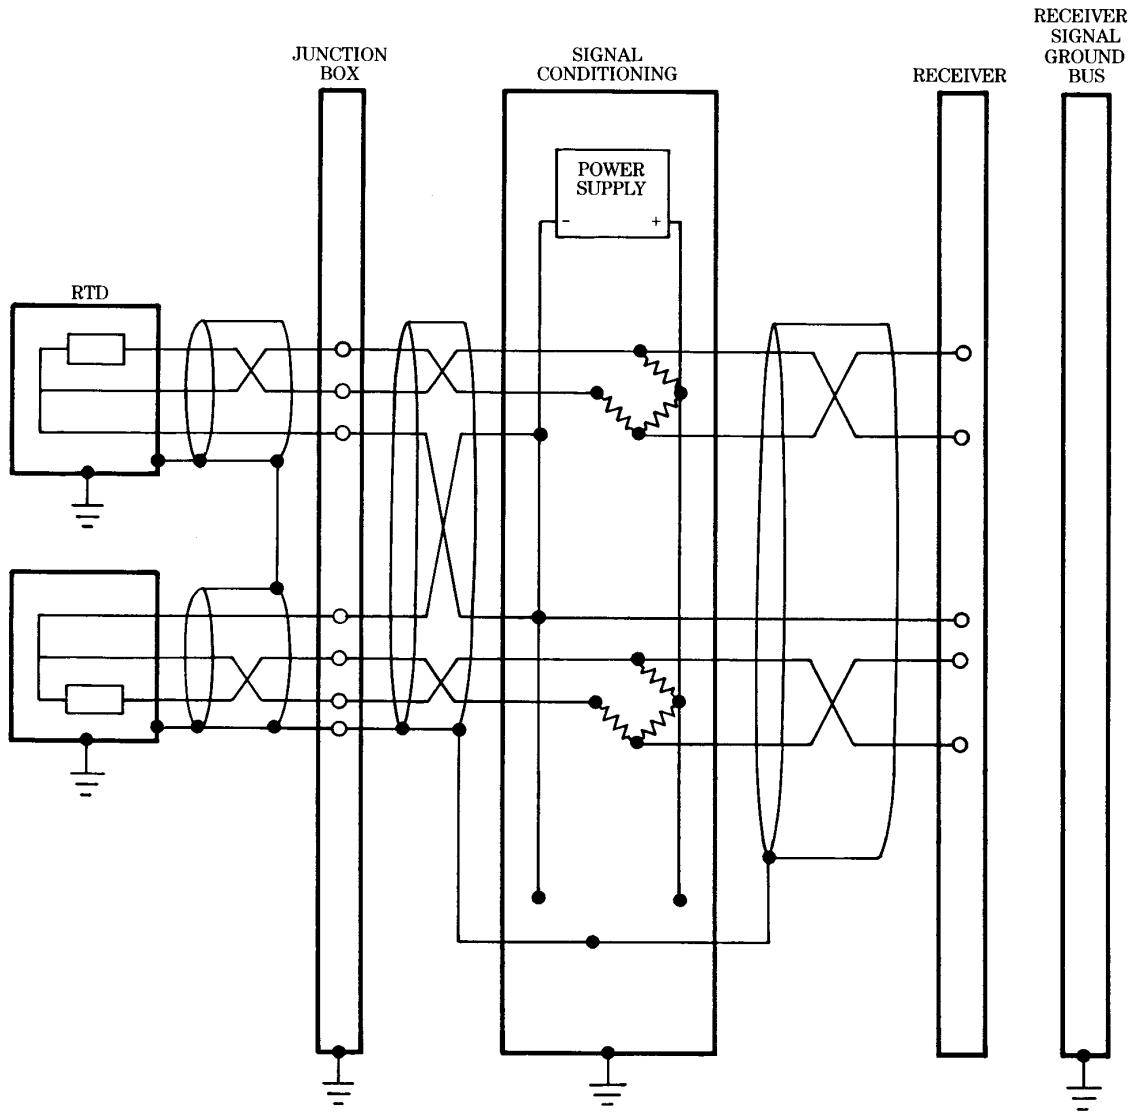 RECEIVER
SIGNAL
GROUND
BUS
JUNCTION
BOX
SIGNAL
CONDITIONING
RECEIVER
POWER
SUPPLY
- +
RTD